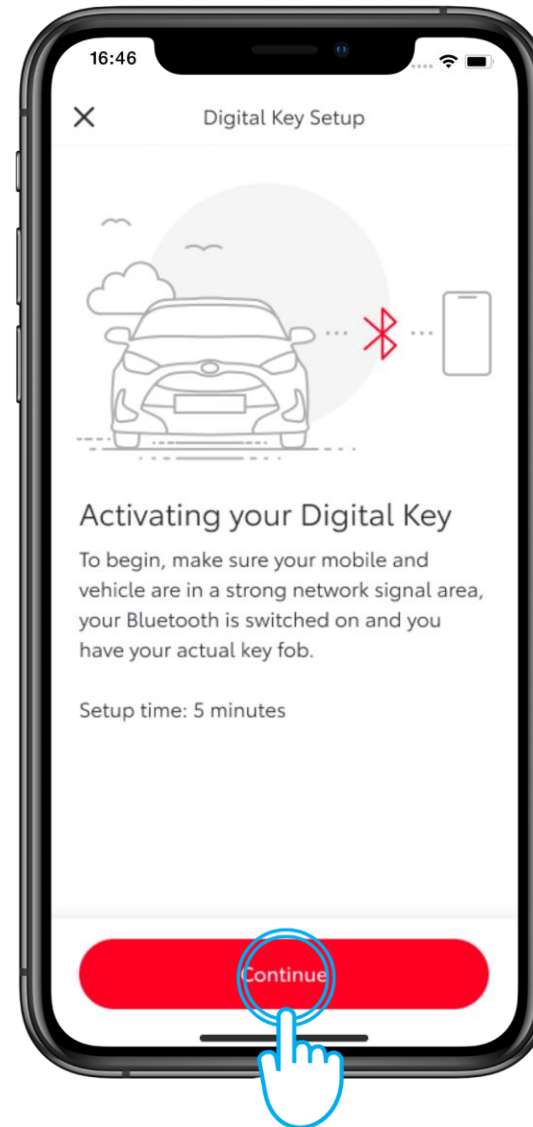 16:46
Digital Key Setup
Activating your Digital Key
To begin, make sure your mobile and
vehicle are in a strong network signal area,
your Bluetooth is switched on and you
have your actual key fob.
Setup time: 5 minutes
Continue